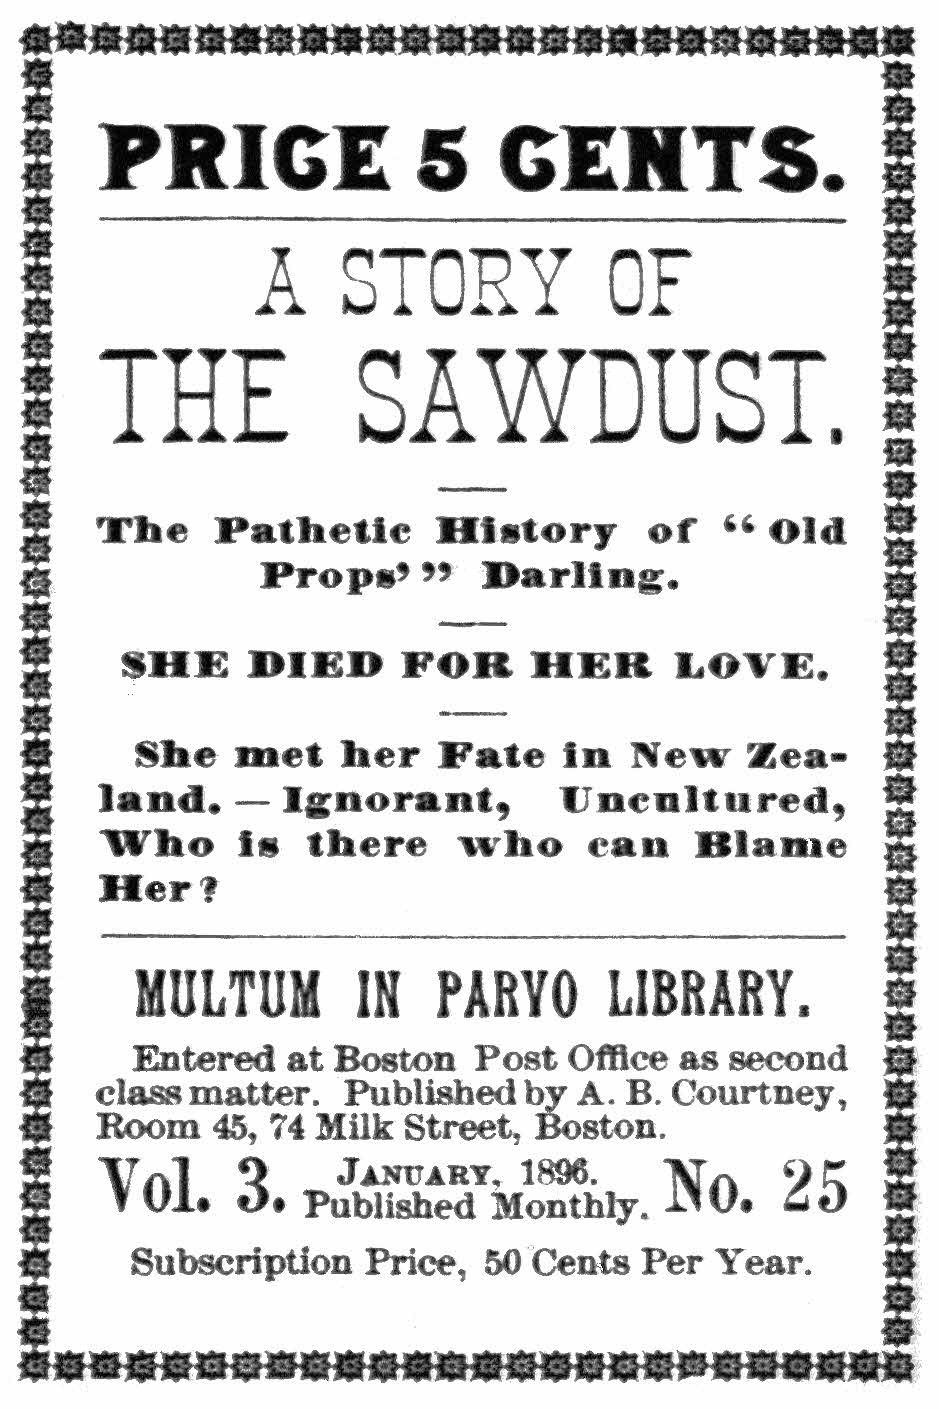 PRICE 5 CENTS.
A STORY OF
THE SAWDUST.
The Pathetic History of “Old
Props’” Darling.
SHE DIED FOR HER LOVE.
She met her Fate in New Zea-
land. — Ignorant, Uncultured,
Who is there who can Blame
Her?
MULTUM IN PARVO LIBRARY.
Entered at Boston Post Office as second
class matter. Published by A. B. Courtney,
Room 45, 74 Milk Street, Boston.
Vol. 3. JANUARY, 1896. No. 25
Published Monthly.
Subscription Price, 50 Cents Per Year.